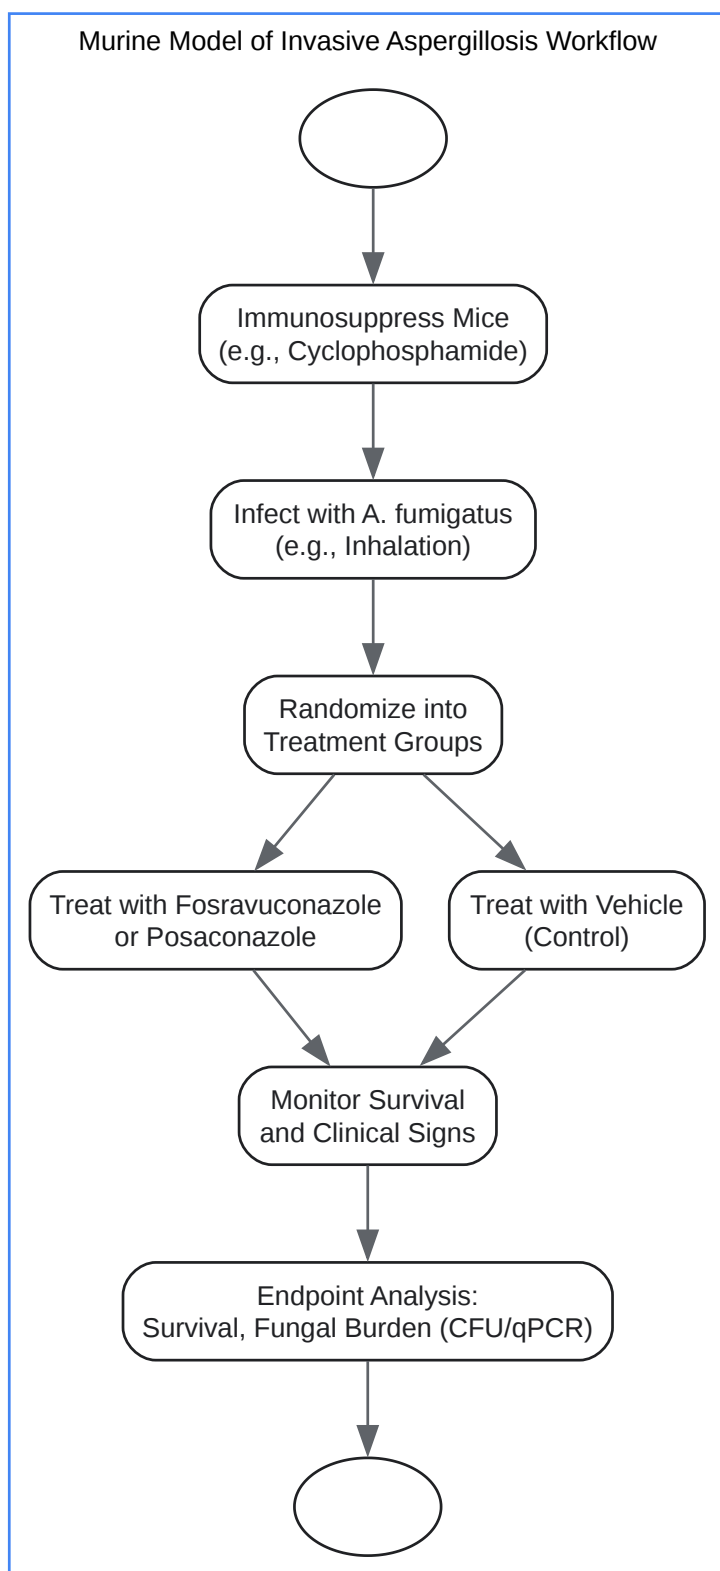 Murine Model of Invasive Aspergillosis Workflow
Immunosuppress Mice
(e.g., Cyclophosphamide)
Infect with A. fumigatus
(e.g., Inhalation)
Randomize into
Treatment Groups
Treat with Fosravuconazole
or Posaconazole
Treat with Vehicle
(Control)
Monitor Survival
and Clinical Signs
Endpoint Analysis:
Survival, Fungal Burden (CFU/qPCR)